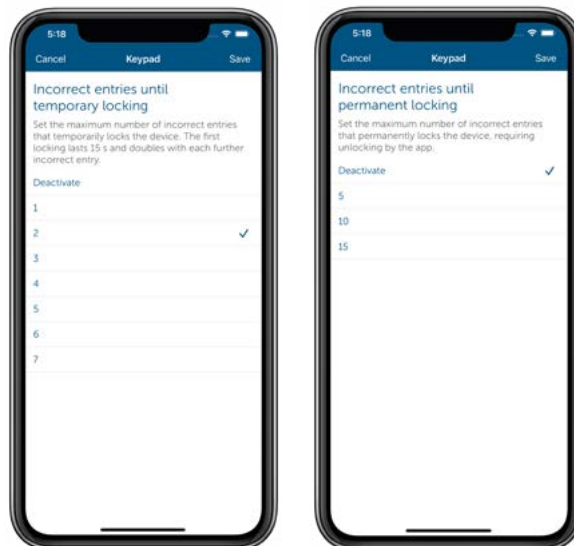 5:18
Cancel Keypad Save
Incorrect entries until
temporary locking
Set the maximum number of incorrect entries
that temporarily locks the device. The first
locking lasts 15 s and doubles with each further
incorrect entry.
Deactivate
1
2
3
4
5
6
7
5:18
Cancel Keypad Save
Incorrect entries until
permanent locking
Set the maximum number of incorrect entries
that permanently locks the device, requiring
unlocking by the app.
Deactivate
5
10
15